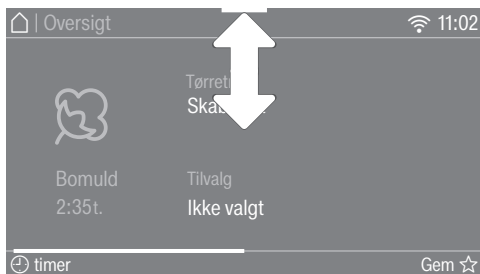 Oversigt 11:02
Bomuld
2:35t.
Tilvalg
Ikke valgt
timer Gem